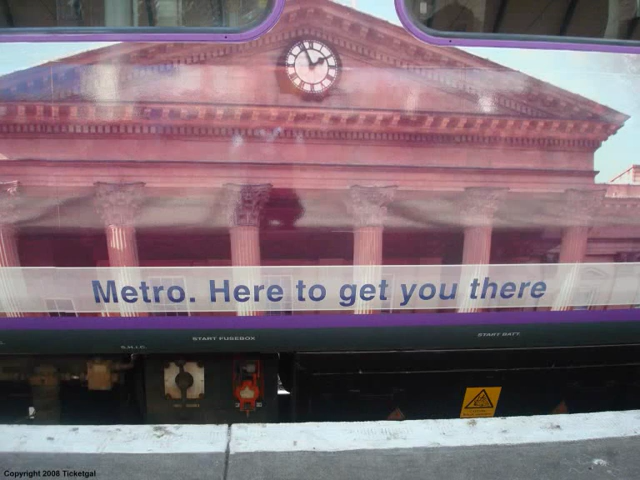 Metro. Here to get you there
START FUSEBOX
START BATT.
Copyright 2008 Ticketgal